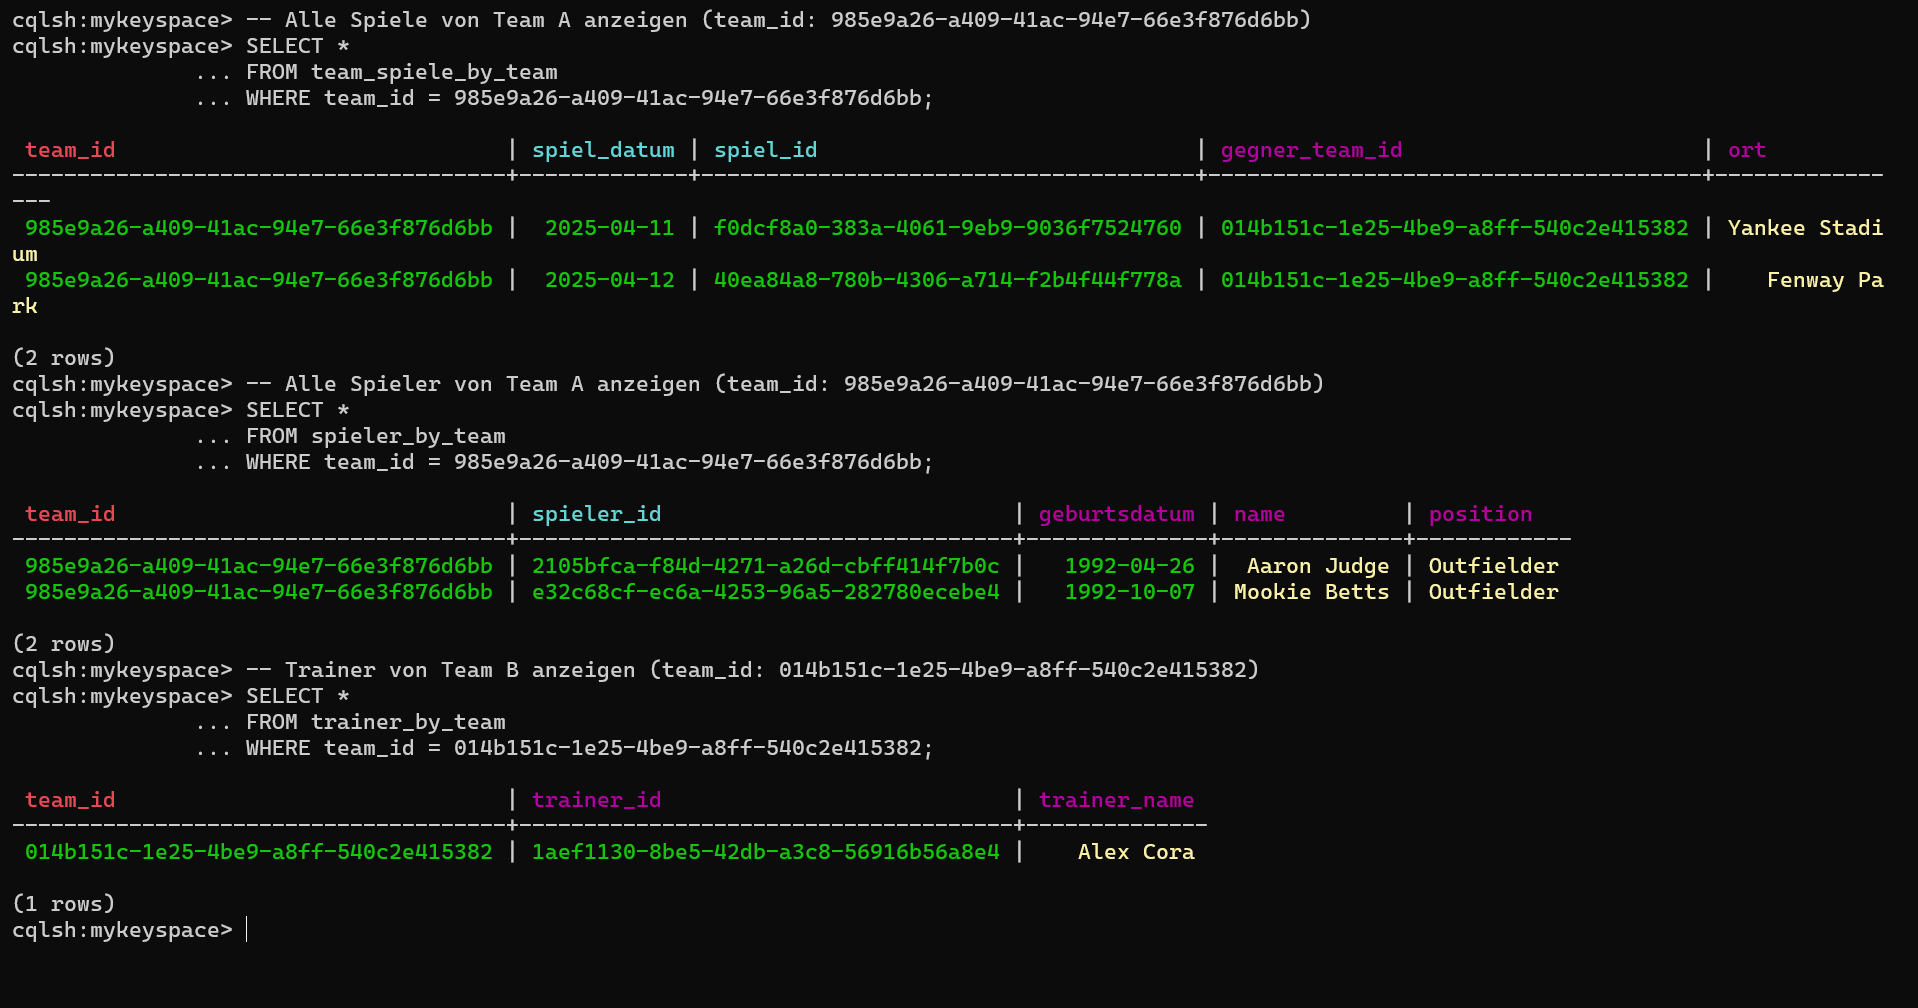 cqlsh:mykeyspace> -- Alle Spiele von Team A anzeigen (team_id: 985e9a26-a409-41ac-94e7-66e3f876d6bb)
cqlsh:mykeyspace> SELECT *
              ... FROM team_spiele_by_team
              ... WHERE team_id = 985e9a26-a409-41ac-94e7-66e3f876d6bb;

 team_id                              | spiel_datum | spiel_id                             | gegner_team_id                       | ort
--------------------------------------+-------------+--------------------------------------+--------------------------------------+-------------
---
 985e9a26-a409-41ac-94e7-66e3f876d6bb |  2025-04-11 | f0dcf8a0-383a-4061-9eb9-9036f7524760 | 014b151c-1e25-4be9-a8ff-540c2e415382 | Yankee Stadi
um
 985e9a26-a409-41ac-94e7-66e3f876d6bb |  2025-04-12 | 40ea84a8-780b-4306-a714-f2b4f44f778a | 014b151c-1e25-4be9-a8ff-540c2e415382 |    Fenway Pa
rk

(2 rows)
cqlsh:mykeyspace> -- Alle Spieler von Team A anzeigen (team_id: 985e9a26-a409-41ac-94e7-66e3f876d6bb)
cqlsh:mykeyspace> SELECT *
              ... FROM spieler_by_team
              ... WHERE team_id = 985e9a26-a409-41ac-94e7-66e3f876d6bb;

 team_id                              | spieler_id                           | geburtsdatum | name         | position
--------------------------------------+--------------------------------------+--------------+--------------+------------
 985e9a26-a409-41ac-94e7-66e3f876d6bb | 2105bfca-f84d-4271-a26d-cbff414f7b0c |   1992-04-26 |  Aaron Judge | Outfielder
 985e9a26-a409-41ac-94e7-66e3f876d6bb | e32c68cf-ec6a-4253-96a5-282780ecebe4 |   1992-10-07 | Mookie Betts | Outfielder

(2 rows)
cqlsh:mykeyspace> -- Trainer von Team B anzeigen (team_id: 014b151c-1e25-4be9-a8ff-540c2e415382)
cqlsh:mykeyspace> SELECT *
              ... FROM trainer_by_team
              ... WHERE team_id = 014b151c-1e25-4be9-a8ff-540c2e415382;

 team_id                              | trainer_id                           | trainer_name
--------------------------------------+--------------------------------------+--------------
 014b151c-1e25-4be9-a8ff-540c2e415382 | 1aef1130-8be5-42db-a3c8-56916b56a8e4 |    Alex Cora

(1 rows)
cqlsh:mykeyspace>